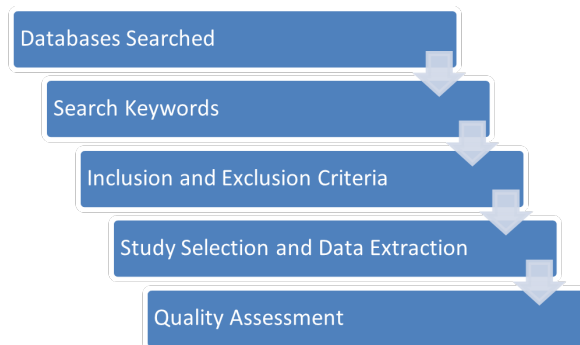 Databases Searched
Search Keywords
Inclusion and Exclusion Criteria
Study Selection and Data Extraction
Quality Assessment